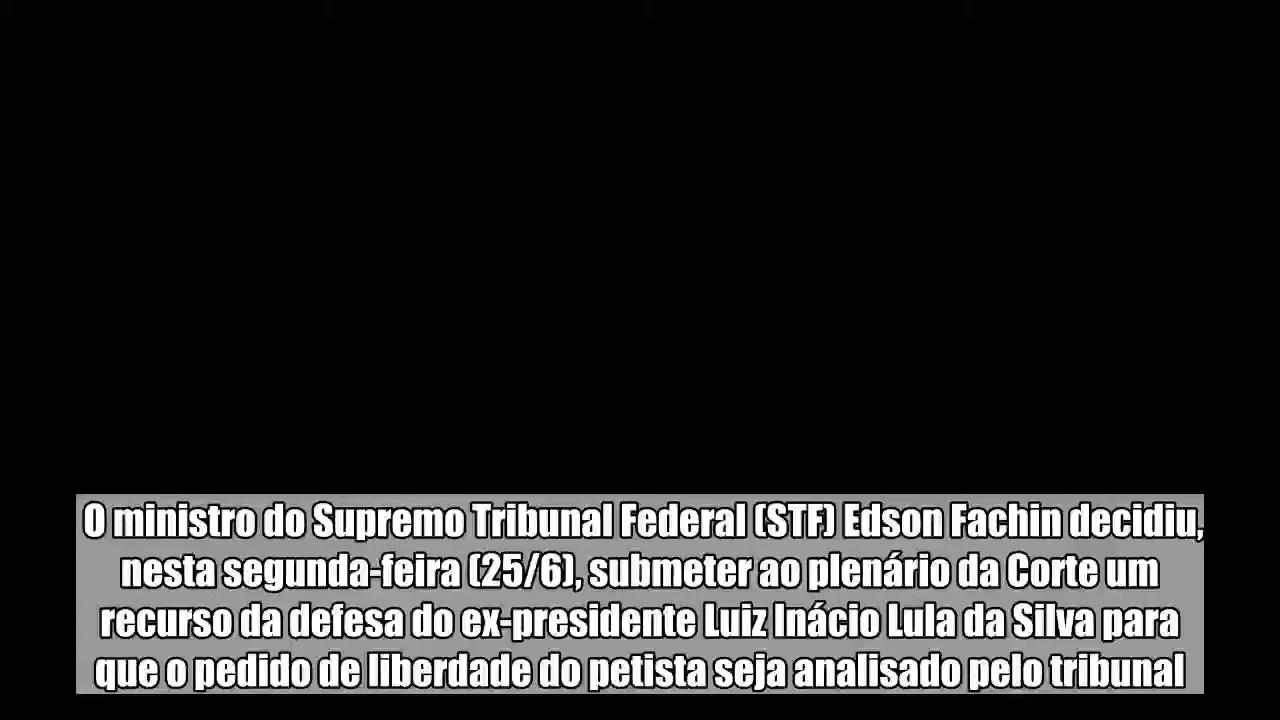 O ministro do Supremo Tribunal Federal (STF) Edson Fachin decidiu,
nesta segunda-feira (25/6), submeter ao plenário da Corte um
recurso da defesa do ex-presidente Luiz Inácio Lula da Silva para
que o pedido de liberdade do petista seja analisado pelo tribunal